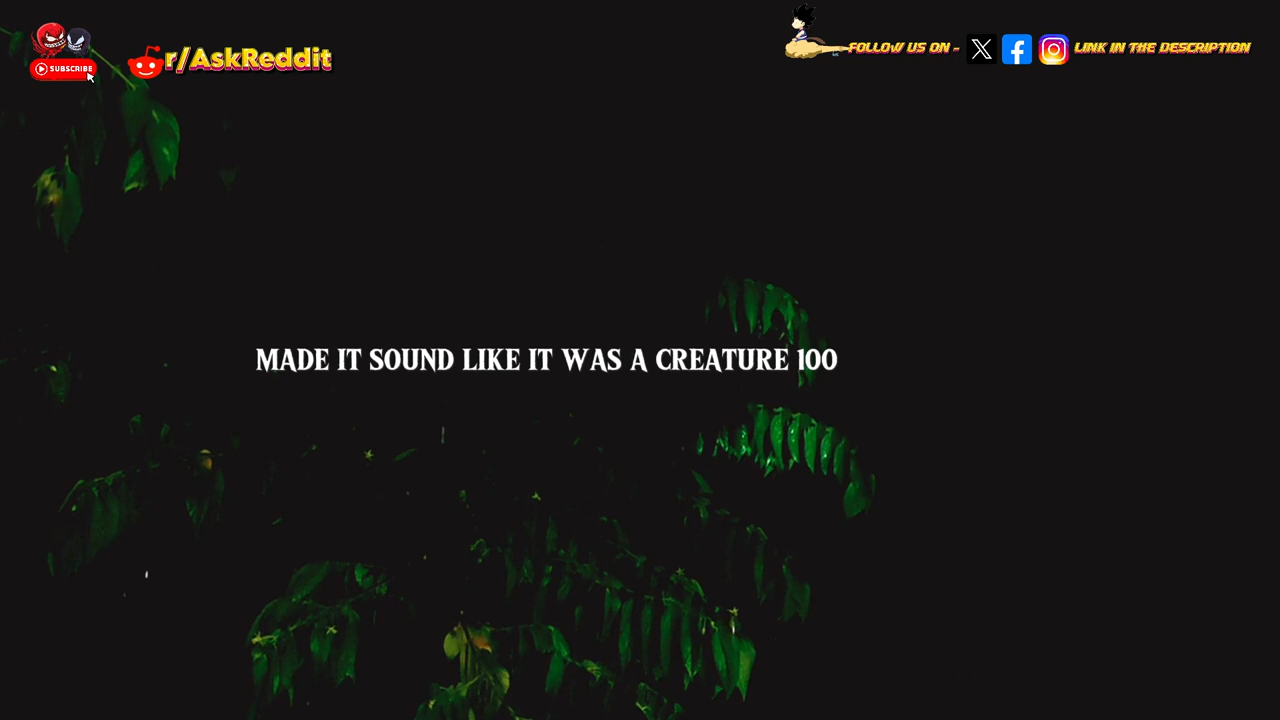 SUBSCRIBE
r/AskReddit
FOLLOW US ON -
LINK IN THE DESCRIPTION
MADE IT SOUND LIKE IT WAS A CREATURE 100